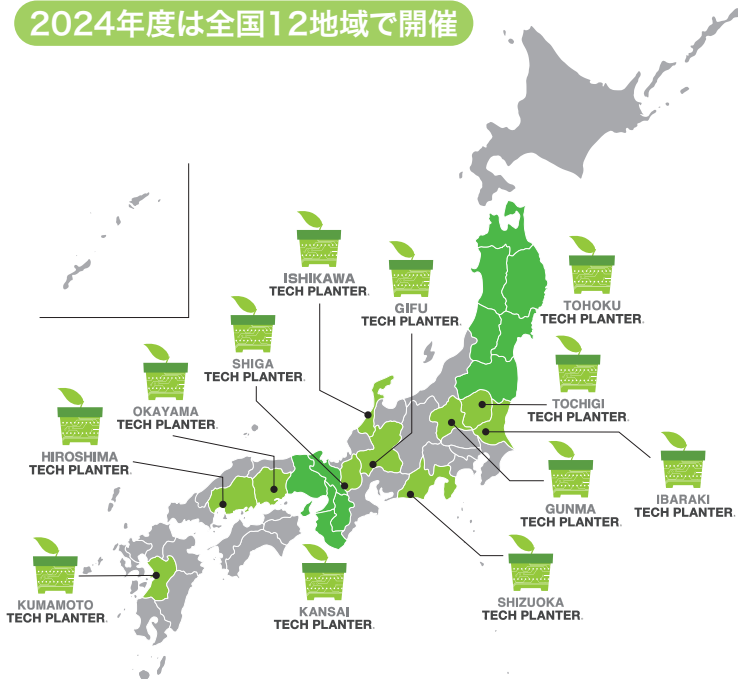 2024年度は全国12地域で開催
ISHIKAWA
TECH PLANTER.
GIFU
TECH PLANTER.
TOHOKU
TECH PLANTER.
SHIGA
TECH PLANTER.
TOCHIGI
TECH PLANTER.
OKAYAMA
TECH PLANTER.
HIROSHIMA
TECH PLANTER.
IBARAKI
TECH PLANTER.
GUNMA
TECH PLANTER.
KUMAMOTO
TECH PLANTER.
KANSAI
TECH PLANTER.
SHIZUOKA
TECH PLANTER.